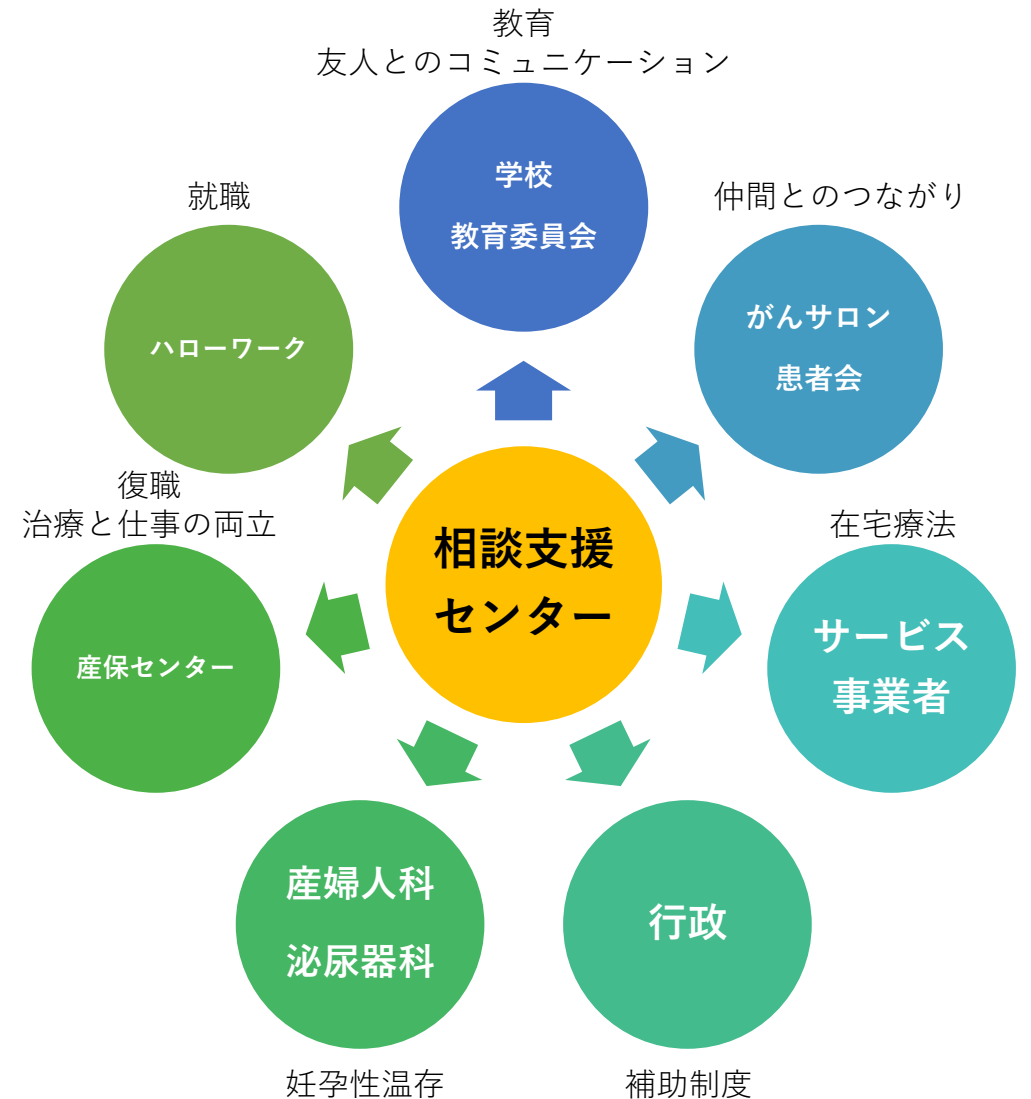 教育
友人とのコミュニケーション
学校
教育委員会
仲間とのつながり
がんサロン
患者会
在宅療法
サービス
事業者
行政
補助制度
産婦人科
泌尿器科
妊孕性温存
復職
治療と仕事の両立
産保センター
就職
ハローワーク
相談支援
センター